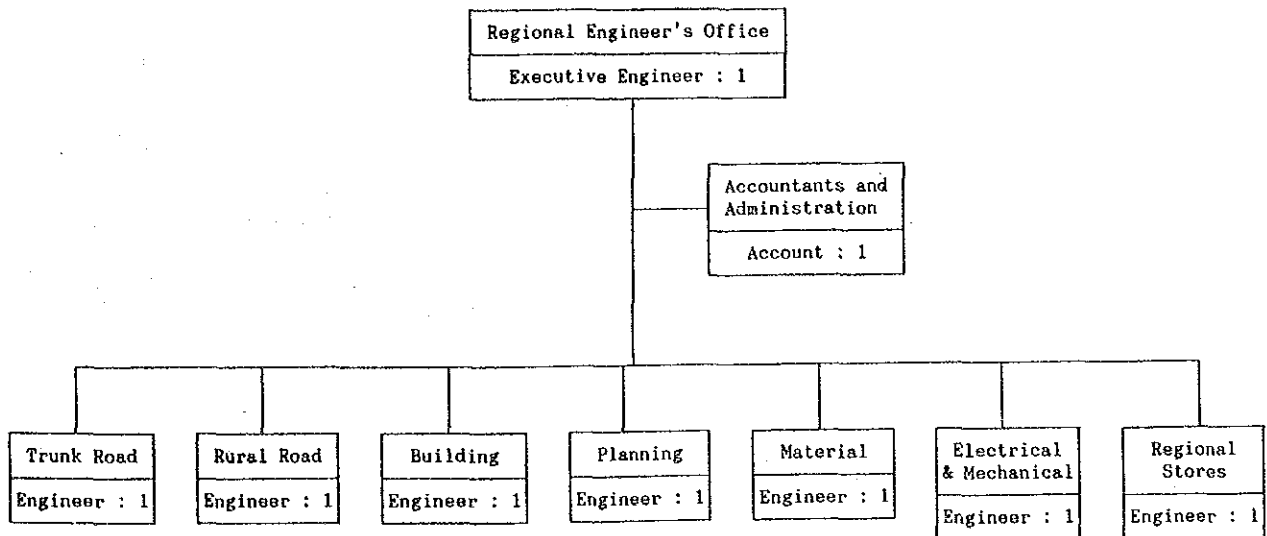 Regional Engineer's Office
Executive Engineer : 1
Accountants and
Administration
Account : 1
Trunk Road
Engineer : 1
Rural Road
Engineer : 1
Building
Engineer : 1
Planning
Engineer : 1
Material
Engineer : 1
Electrical
& Mechanical
Engineer : 1
Regional
Stores
Engineer : 1